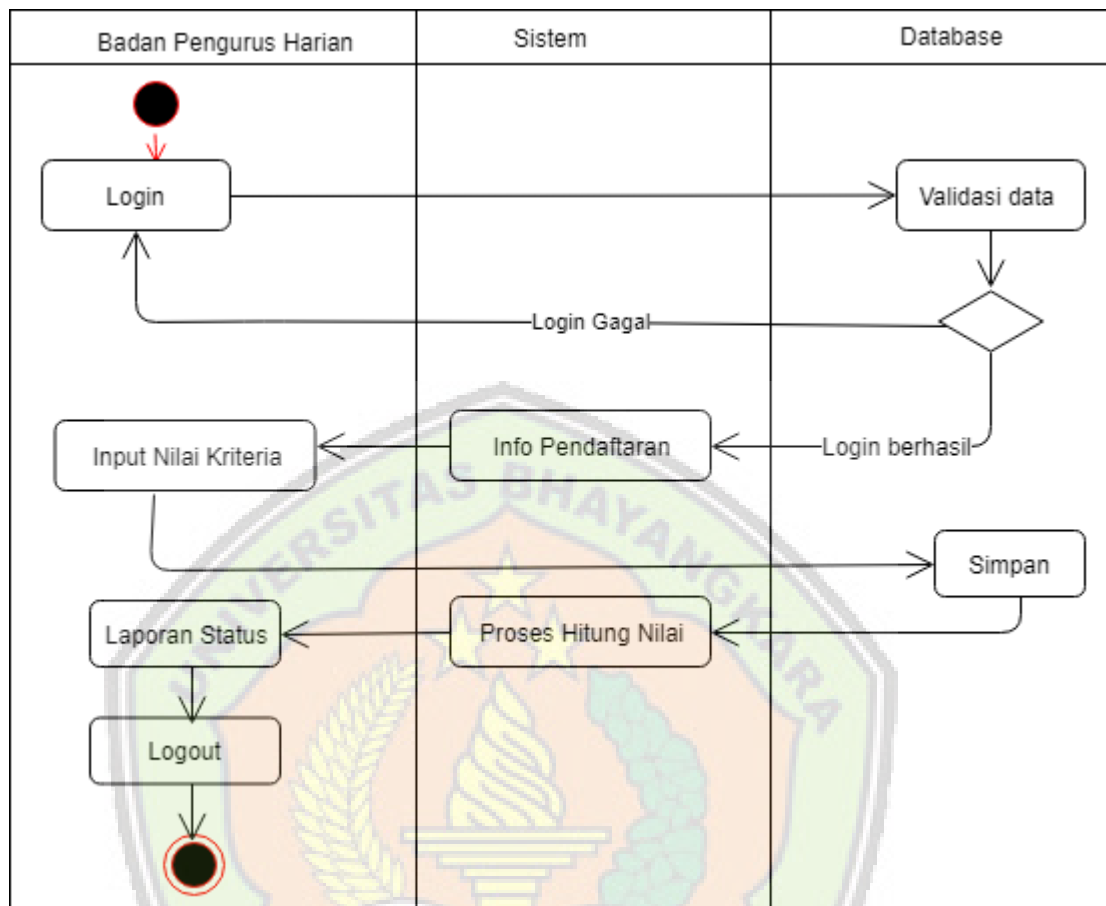 Badan Pengurus Harian
Sistem
Database
Login
Validasi data
Login Gagal
Input Nilai Kriteria
Info Pendaftaran
Login berhasil
UNIVERSITAS BHAYANGKARA
Simpan
Laporan Status
Proses Hitung Nilai
Logout